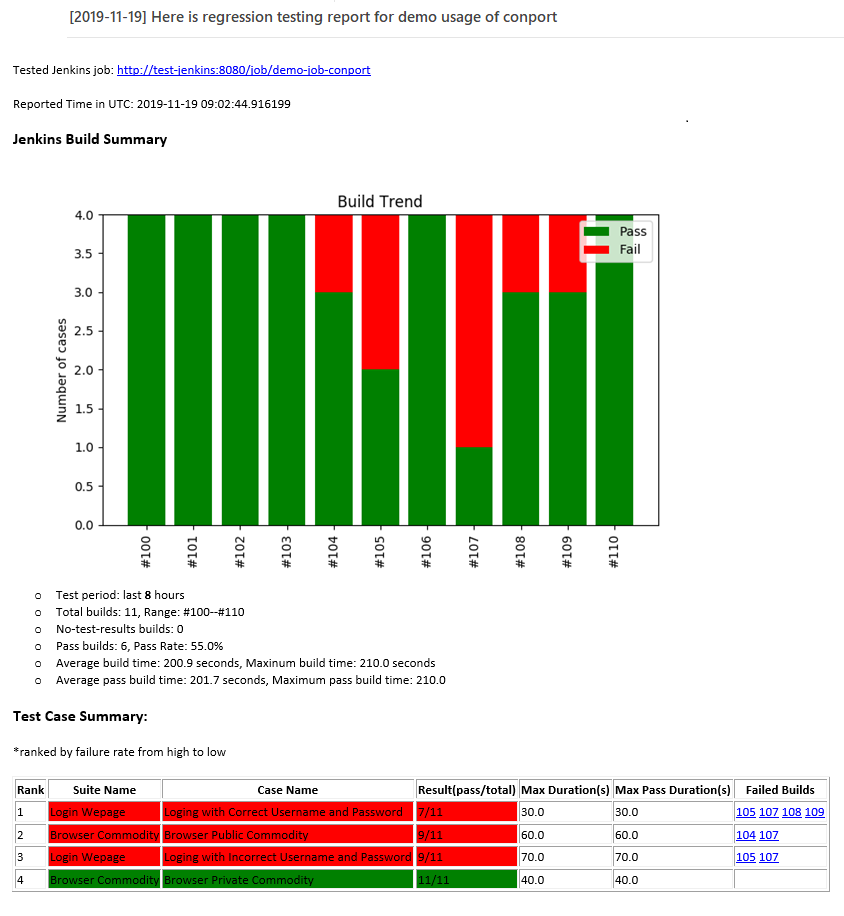 [2019-11-19] Here is regression testing report for demo usage of conport
Tested Jenkins job: http://test-jenkins:8080/job/demo-job-conport
Reported Time in UTC: 2019-11-19 09:02:44.916199
Jenkins Build Summary
Build Trend
Number of cases
4.0
3.5
3.0
2.5
2.0
1.5
1.0
0.5
0.0
Pass
Fail
#100 #101 #102 #103 #104 #105 #106 #107 #108 #109 #110
o Test period: last 8 hours
o Total builds: 11, Range: #100--#110
o No-test-results builds: 0
o Pass builds: 6, Pass Rate: 55.0%
o Average build time: 200.9 seconds, Maxinum build time: 210.0 seconds
o Average pass build time: 201.7 seconds, Maximum pass build time: 210.0
Test Case Summary:
*ranked by failure rate from high to low
Rank Suite Name Case Name Result(pass/total) Max Duration(s) Max Pass Duration(s) Failed Builds
1 Login Wepage Loging with Correct Username and Password 7/11 30.0 30.0 105 107 108 109
2 Browser Commodity Browser Public Commodity 9/11 60.0 60.0 104 107
3 Login Wepage Loging with Incorrect Username and Password 9/11 70.0 70.0 105 107
4 Browser Commodity Browser Private Commodity 11/11 40.0 40.0